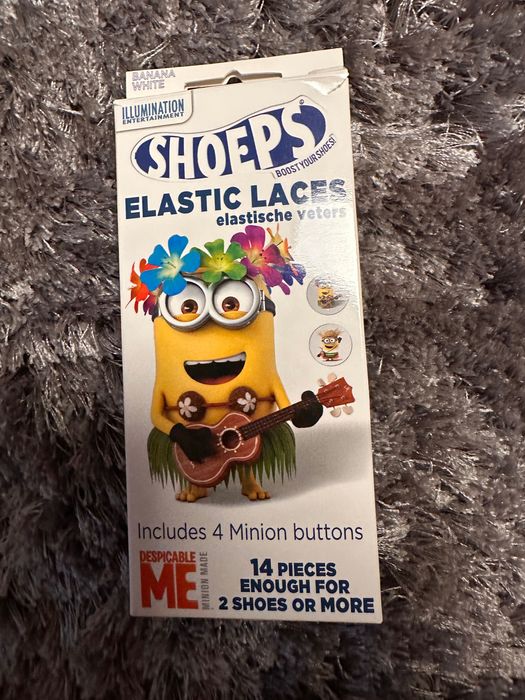 BANANA
WHITE
ILLUMINATION
ENTERTAINMENT
SHOEPS
BOOST YOUR SHOES!
ELASTIC LACES
elastische veters
Includes 4 Minion buttons
DESPICABLE
ME
MINION MADE
14 PIECES
ENOUGH FOR
2 SHOES OR MORE